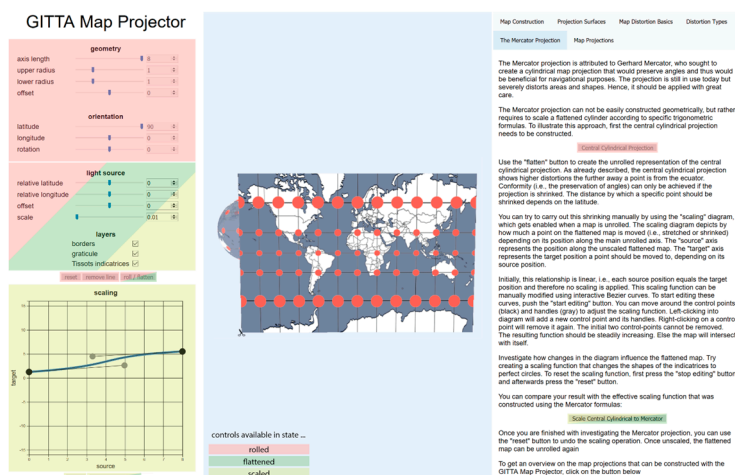 GITTA Map Projector
geometry
axis length 8
upper radius 1
lower radius 1
offset 0
orientation
latitude 90
longitude 0
rotation 0
light source
relative latitude 0
relative longitude 0
offset 0
scale 0.01
layers
borders
graticule
Tissots indicatrices
reset remove line roll / flatten
scaling
target
source
controls available in state ...
rolled
flattened
scaled
Map Construction Projection Surfaces Map Distortion Basics Distortion Types
The Mercator Projection Map Projections
The Mercator projection is attributed to Gerhard Mercator, who sought to
create a cylindrical map projection that would preserve angles and thus would
be beneficial for navigational purposes. The projection is still in use today but
severely distorts areas and shapes. Hence, it should be applied with great
care.
The Mercator projection can not be easily constructed geometrically, but rather
requires to scale a flattened cylinder according to specific trigonometric
formulas. To illustrate this approach, first the central cylindrical projection
needs to be constructed.
Central Cylindrical Projection
Use the "flatten" button to create the unrolled representation of the central
cylindrical projection. As already described, the central cylindrical projection
shows higher distortions the further away a point is from the equator.
Conformity (i.e., the preservation of angles) can only be achieved if the
projection is shrinked. The distance by which a specific point should be
shrinked depends on the latitude.
You can try to carry out this shrinking manually by using the "scaling" diagram,
which gets enabled when a map is unrolled. The scaling diagram depicts by
how much a point on the flattened map is moved (i.e., stretched or shrinked)
depending on its position along the main unrolled axis. The "source" axis
represents the position along the unscaled flattened map. The "target" axis
represents the target position a point should be moved to, depending on its
source position.
Initially, this relationship is linear, i.e., each source position equals the target
position and therefore no scaling is applied. This scaling function can be
manually modified using interactive Bezier curves. To start editing these
curves, push the "start editing" button. You can move around the control points
(black) and handles (gray) to adjust the scaling function. Left-clicking into
diagram will add a new control point and its handles. Right-clicking on a control
point will remove it again. The initial two control-points cannot be removed.
The resulting function should be steadily increasing. Else the map will intersect
with itself.
Investigate how changes in the diagram influence the flattened map. Try
creating a scaling function that changes the shapes of the indicatrices to
perfect circles. To reset the scaling function, first press the "stop editing" button
and afterwards press the "reset" button.
You can compare your result with the effective scaling function that was
constructed using the Mercator formulas:
Scale Central Cylindrical to Mercator
Once you are finished with investigating the Mercator projection, you can use
the "reset" button to undo the scaling operation. Once unscaled, the flattened
map can be unrolled again
To get an overview on the map projections that can be constructed with the
GITTA Map Projector, click on the button below